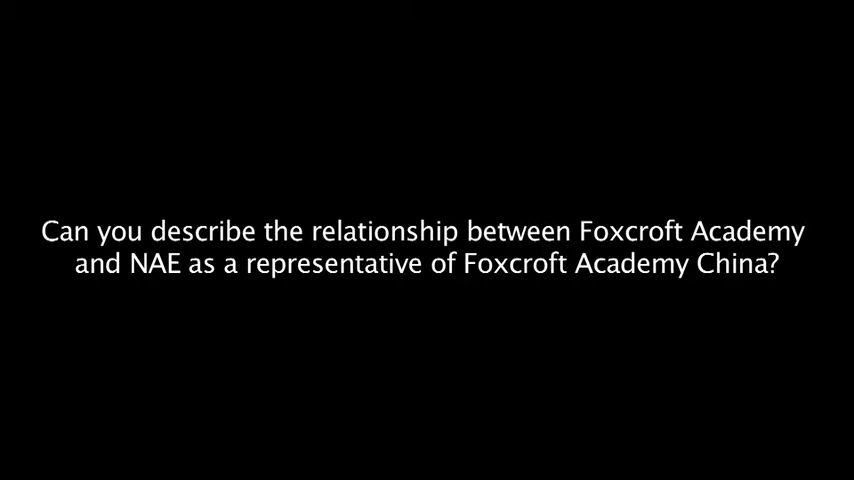 Can you describe the relationship between Foxcroft Academy
and NAE as a representative of Foxcroft Academy China?